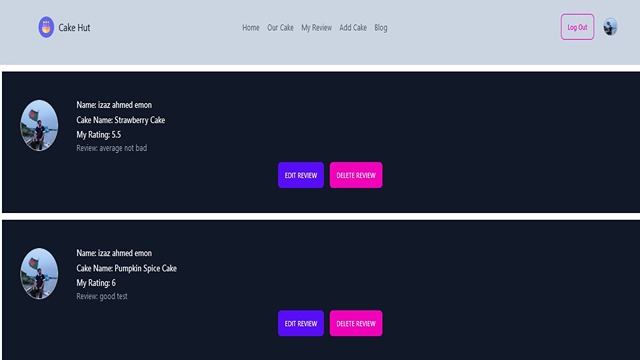 Cake Hut
Home Our Cake My Review Add Cake Blog
Log Out
Name: izaz ahmed emon
Cake Name: Strawberry Cake
My Rating: 5.5
Review: average not bad
EDIT REVIEW DELETE REVIEW
Name: izaz ahmed emon
Cake Name: Pumpkin Spice Cake
My Rating: 6
Review: good test
EDIT REVIEW DELETE REVIEW